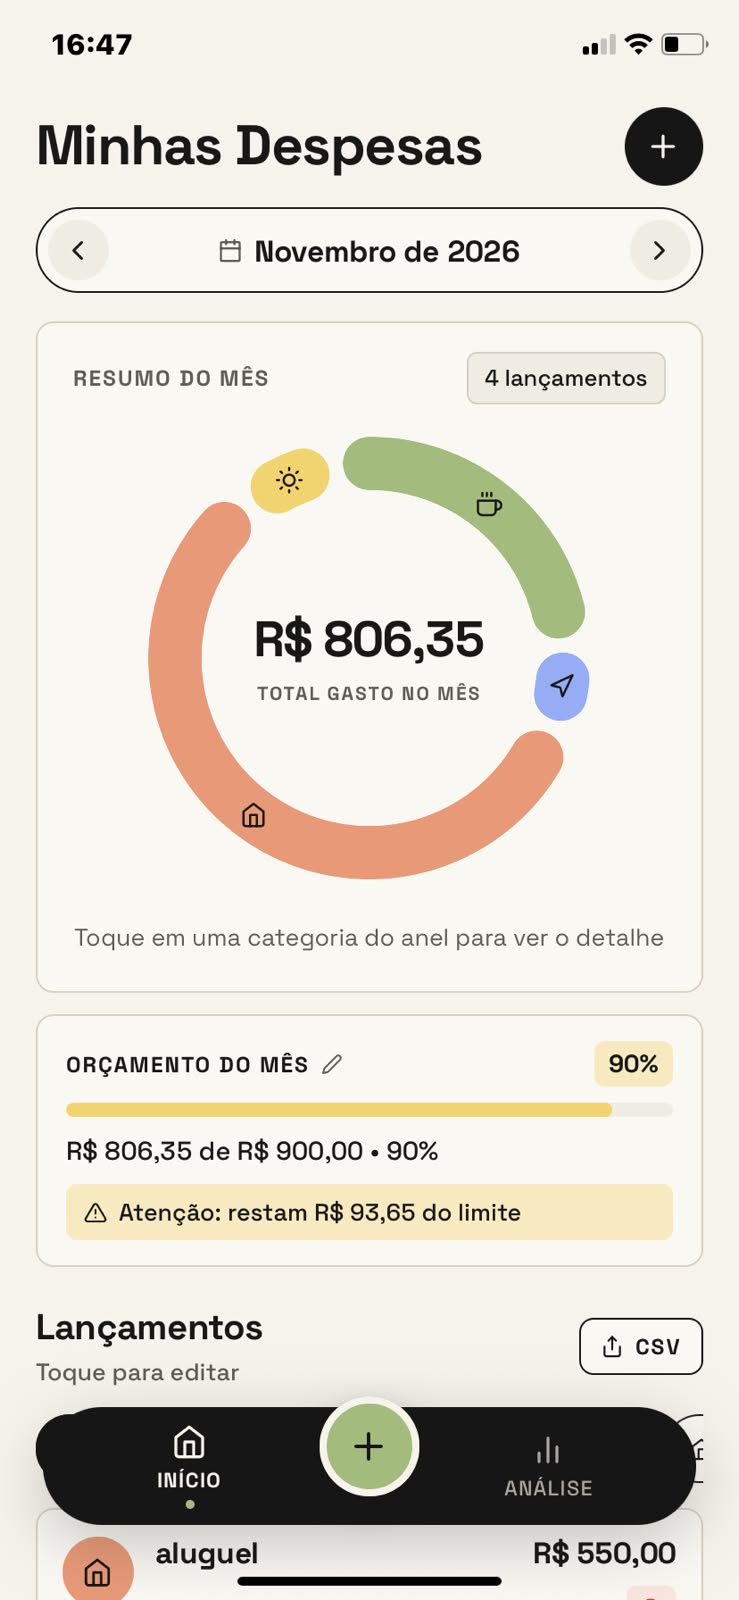 16:47
Minhas Despesas
Novembro de 2026
RESUMO DO MÊS
4 lançamentos
R$ 806,35
TOTAL GASTO NO MÊS
Toque em uma categoria do anel para ver o detalhe
ORÇAMENTO DO MÊS
90%
R$ 806,35 de R$ 900,00 • 90%
Atenção: restam R$ 93,65 do limite
Lançamentos
CSV
Toque para editar
INÍCIO
ANÁLISE
aluguel
R$ 550,00